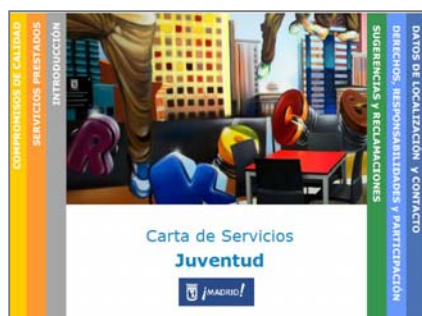 COMPROMISOS DE CALIDAD
SERVICIOS PRESTADOS
INTRODUCCIÓN
SUGERENCIAS y RECLAMACIONES
DERECHOS, RESPONSABILIDADES y PARTICIPACIÓN
DATOS DE LOCALIZACIÓN y CONTACTO
Carta de Servicios
Juventud
¡MADRID!